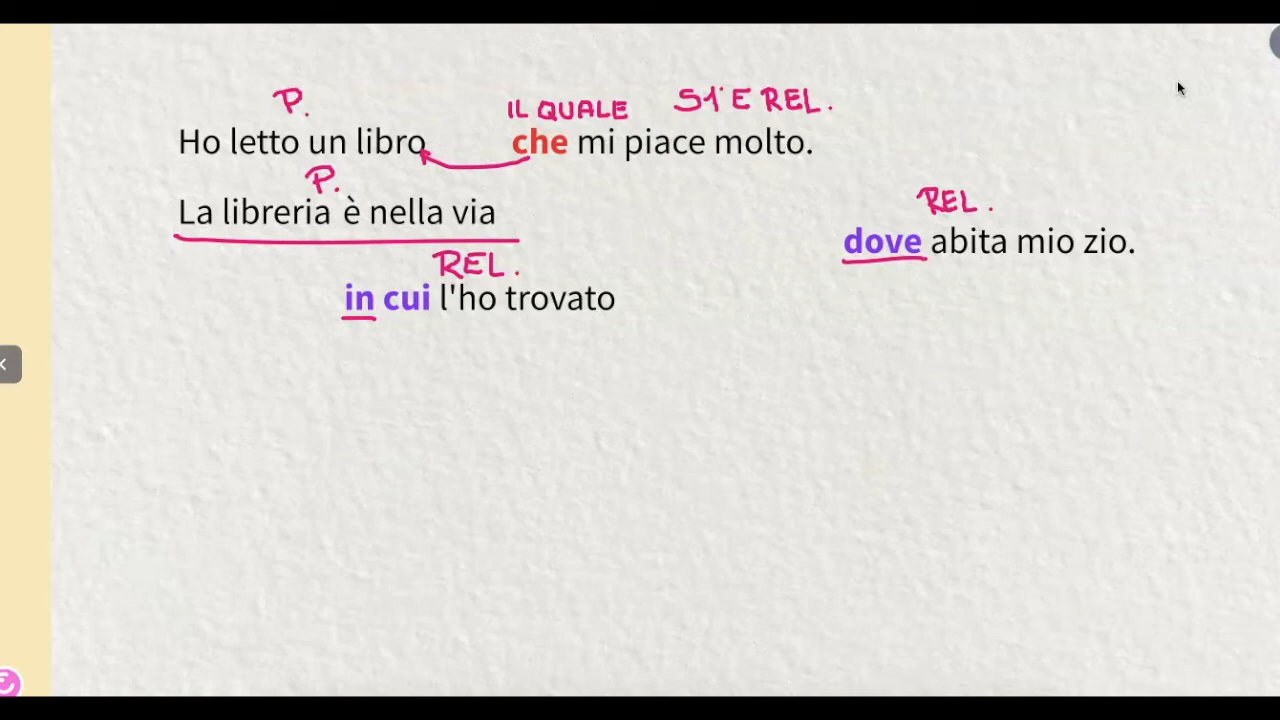 P.
IL QUALE S1° E REL.
Ho letto un libro che mi piace molto.
P.
La libreria è nella via
REL.
dove abita mio zio.
REL.
in cui l'ho trovato